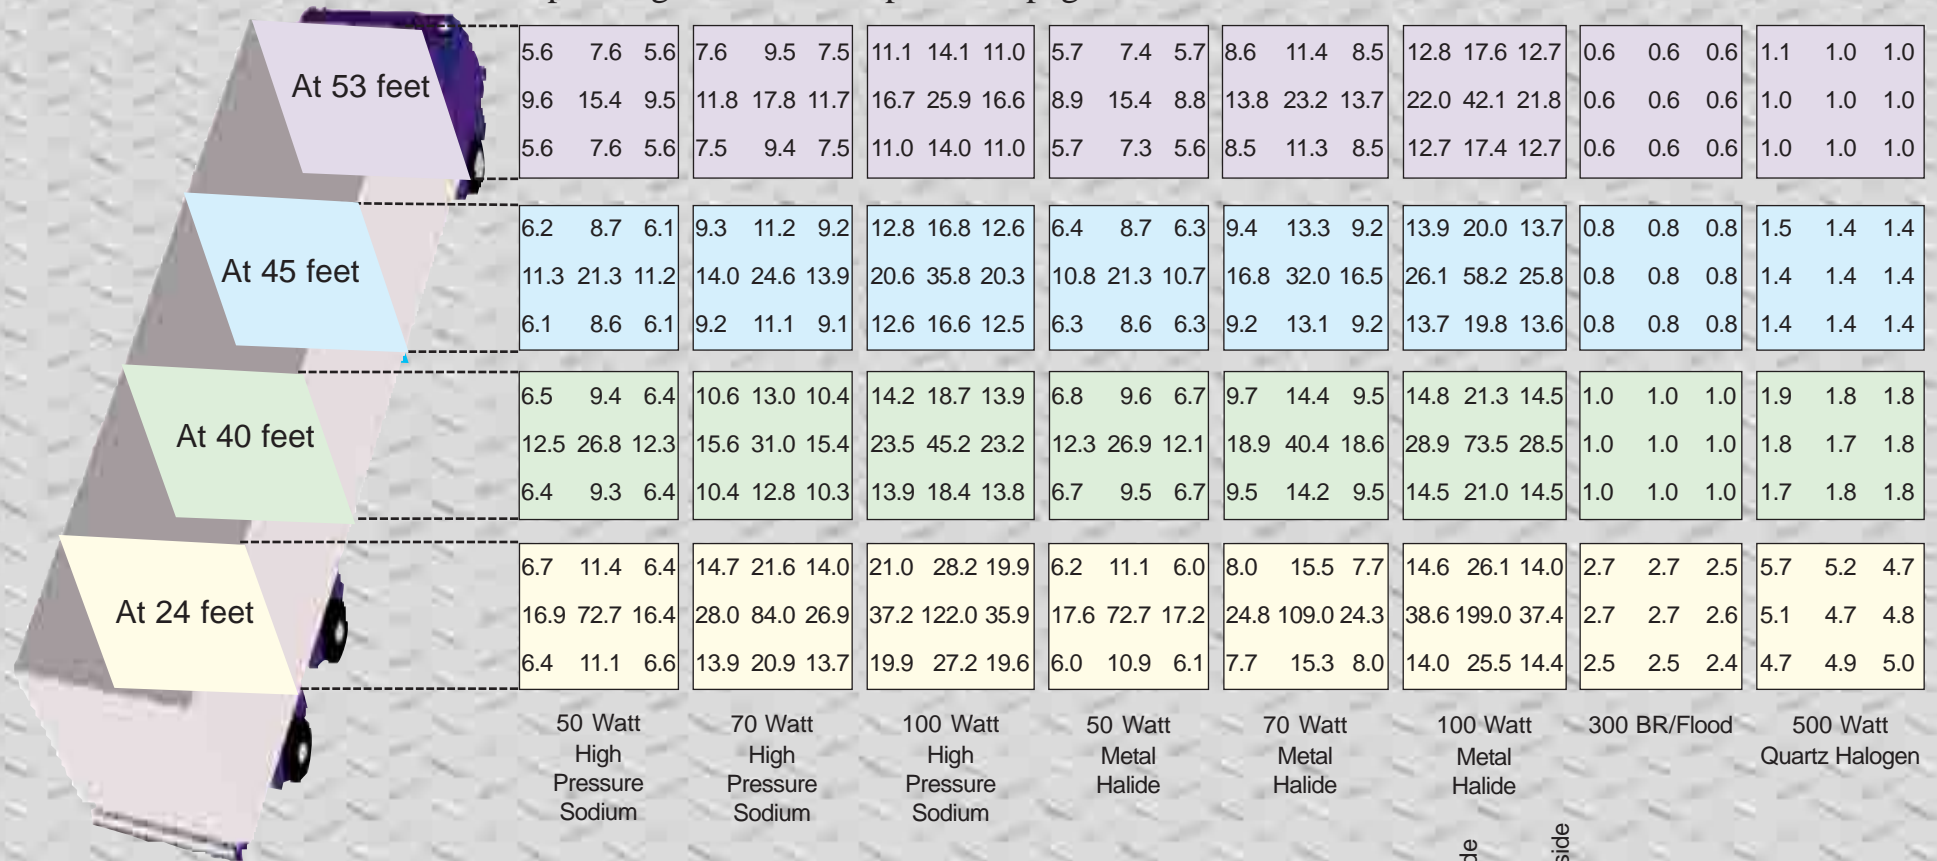 At 53 feet
5.6 7.6 5.6 7.6 9.5 7.5 11.1 14.1 11.0 5.7 7.4 5.7 8.6 11.4 8.5 12.8 17.6 12.7 0.6 0.6 0.6 1.1 1.0 1.0
9.6 15.4 9.5 11.8 17.8 11.7 16.7 25.9 16.6 8.9 15.4 8.8 13.8 23.2 13.7 22.0 42.1 21.8 0.6 0.6 0.6 1.0 1.0 1.0
5.6 7.6 5.6 7.5 9.4 7.5 11.0 14.0 11.0 5.7 7.3 5.6 8.5 11.3 8.5 12.7 17.4 12.7 0.6 0.6 0.6 1.0 1.0 1.0
At 45 feet
6.2 8.7 6.1 9.3 11.2 9.2 12.8 16.8 12.6 6.4 8.7 6.3 9.4 13.3 9.2 13.9 20.0 13.7 0.8 0.8 0.8 1.5 1.4 1.4
11.3 21.3 11.2 14.0 24.6 13.9 20.6 35.8 20.3 10.8 21.3 10.7 16.8 32.0 16.5 26.1 58.2 25.8 0.8 0.8 0.8 1.4 1.4 1.4
6.1 8.6 6.1 9.2 11.1 9.1 12.6 16.6 12.5 6.3 8.6 6.3 9.2 13.1 9.2 13.7 19.8 13.6 0.8 0.8 0.8 1.4 1.4 1.4
At 40 feet
6.5 9.4 6.4 10.6 13.0 10.4 14.2 18.7 13.9 6.8 9.6 6.7 9.7 14.4 9.5 14.8 21.3 14.5 1.0 1.0 1.0 1.9 1.8 1.8
12.5 26.8 12.3 15.6 31.0 15.4 23.5 45.2 23.2 12.3 26.9 12.1 18.9 40.4 18.6 28.9 73.5 28.5 1.0 1.0 1.0 1.8 1.7 1.8
6.4 9.3 6.4 10.4 12.8 10.3 13.9 18.4 13.8 6.7 9.5 6.7 9.5 14.2 9.5 14.5 21.0 14.5 1.0 1.0 1.0 1.7 1.8 1.8
At 24 feet
6.7 11.4 6.4 14.7 21.6 14.0 21.0 28.2 19.9 6.2 11.1 6.0 8.0 15.5 7.7 14.6 26.1 14.0 2.7 2.7 2.5 5.7 5.2 4.7
16.9 72.7 16.4 28.0 84.0 26.9 37.2 122.0 35.9 17.6 72.7 17.2 24.8 109.0 24.3 38.6 199.0 37.4 2.7 2.7 2.6 5.1 4.7 4.8
6.4 11.1 6.6 13.9 20.9 13.7 19.9 27.2 19.6 6.0 10.9 6.1 7.7 15.3 8.0 14.0 25.5 14.4 2.5 2.5 2.4 4.7 4.9 5.0
50 Watt
High
Pressure
Sodium
70 Watt
High
Pressure
Sodium
100 Watt
High
Pressure
Sodium
50 Watt
Metal
Halide
70 Watt
Metal
Halide
100 Watt
Metal
Halide
300 BR/Flood
500 Watt
Quartz Halogen